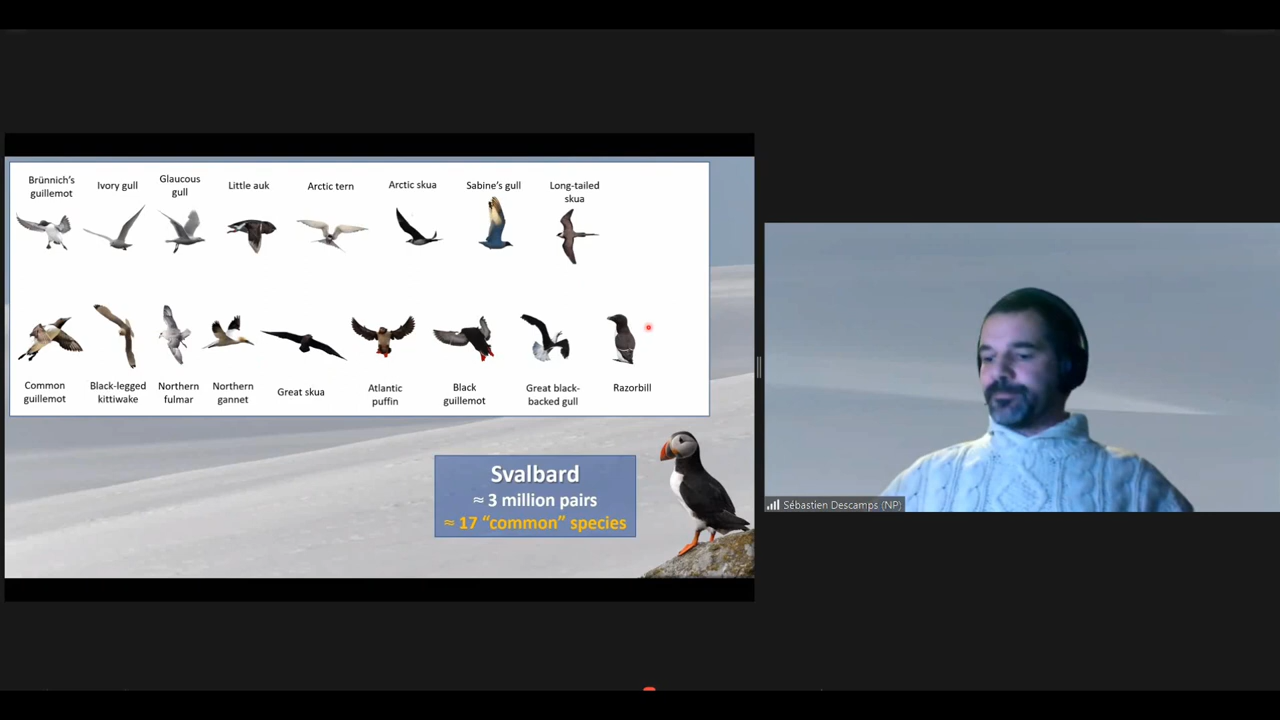 Brünnich's
guillemot
Ivory gull
Glaucous
gull
Little auk
Arctic tern
Arctic skua
Sabine's gull
Long-tailed
skua
Common
guillemot
Black-legged
kittiwake
Northern
fulmar
Northern
gannet
Great skua
Atlantic
puffin
Black
guillemot
Great black-
backed gull
Razorbill
Svalbard
≈ 3 million pairs
≈ 17 “common” species
Sébastien Descamps (NP)